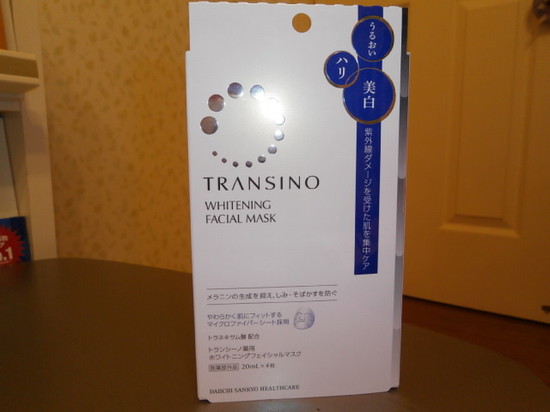 うるおい
ハリ
美白
紫外線ダメージを受けた肌を集中ケア
TRANSINO
WHITENING
FACIAL MASK
メラニンの生成を抑え、しみ・そばかすを防ぐ
やわらかく肌にフィットする
マイクロファイバーシート採用
トラネキサム酸 配合
トランシーノ薬用
ホワイトニングフェイシャルマスク
医薬部外品 20mL×4枚
DAIICHI SANKYO HEALTHCARE
.1